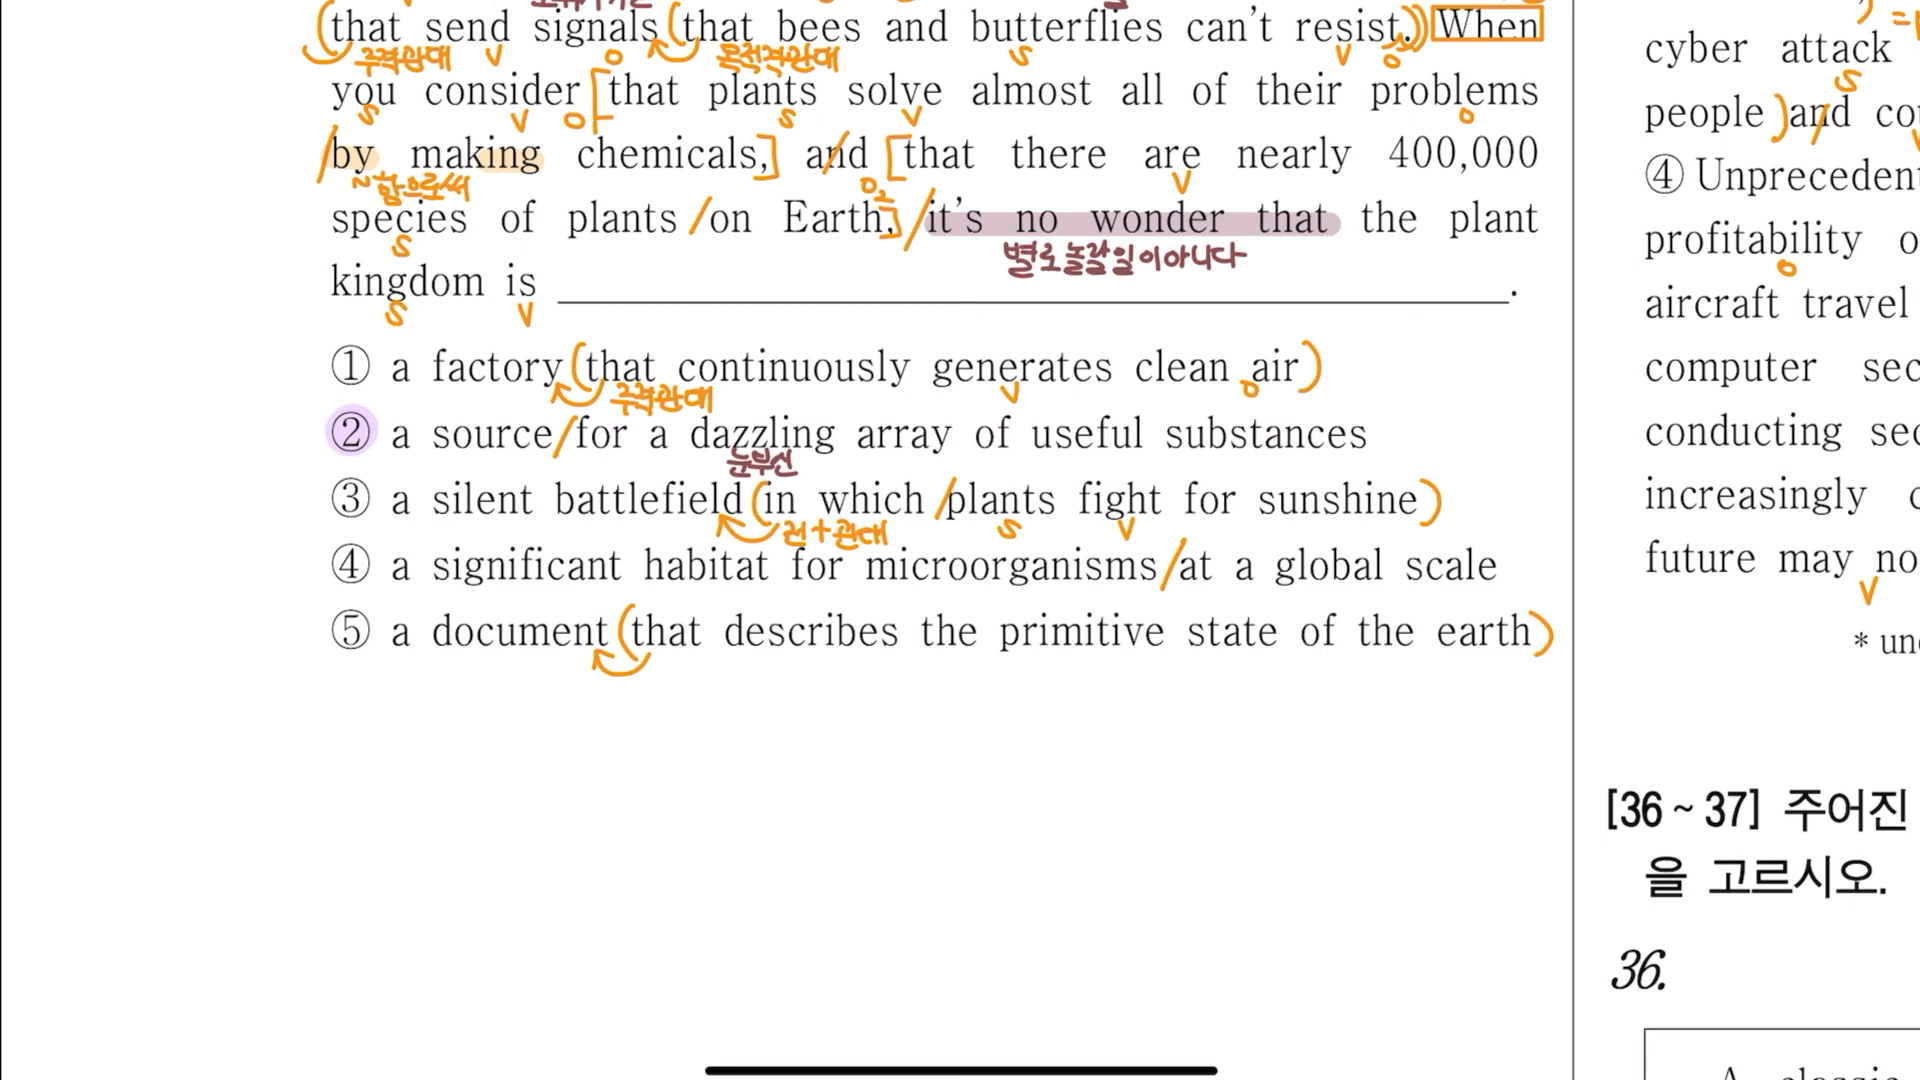 (that send signals (that bees and butterflies can't resist.)) When
주격관대 V O 목적격관대 S V
you consider [that plants solve almost all of their problems
S V O S V O
/by making chemicals,] and [that there are nearly 400,000
~함으로써 O₂ V
species of plants / on Earth,] / it's no wonder that the plant
S 별로 놀랄일이아니다
kingdom is ____________.
S V
① a factory (that continuously generates clean air)
주격관대 V O
② a source / for a dazzling array of useful substances
눈부신
③ a silent battlefield (in which / plants fight for sunshine)
전+관대 S V
④ a significant habitat for microorganisms / at a global scale
⑤ a document (that describes the primitive state of the earth)
cyber attack
S
people) and co
④ Unpreceden
profitability o
O
aircraft travel
computer sec
conducting sec
increasingly c
future may no
V
* un
[36 ~ 37] 주어진
을 고르시오.
36.
A classic